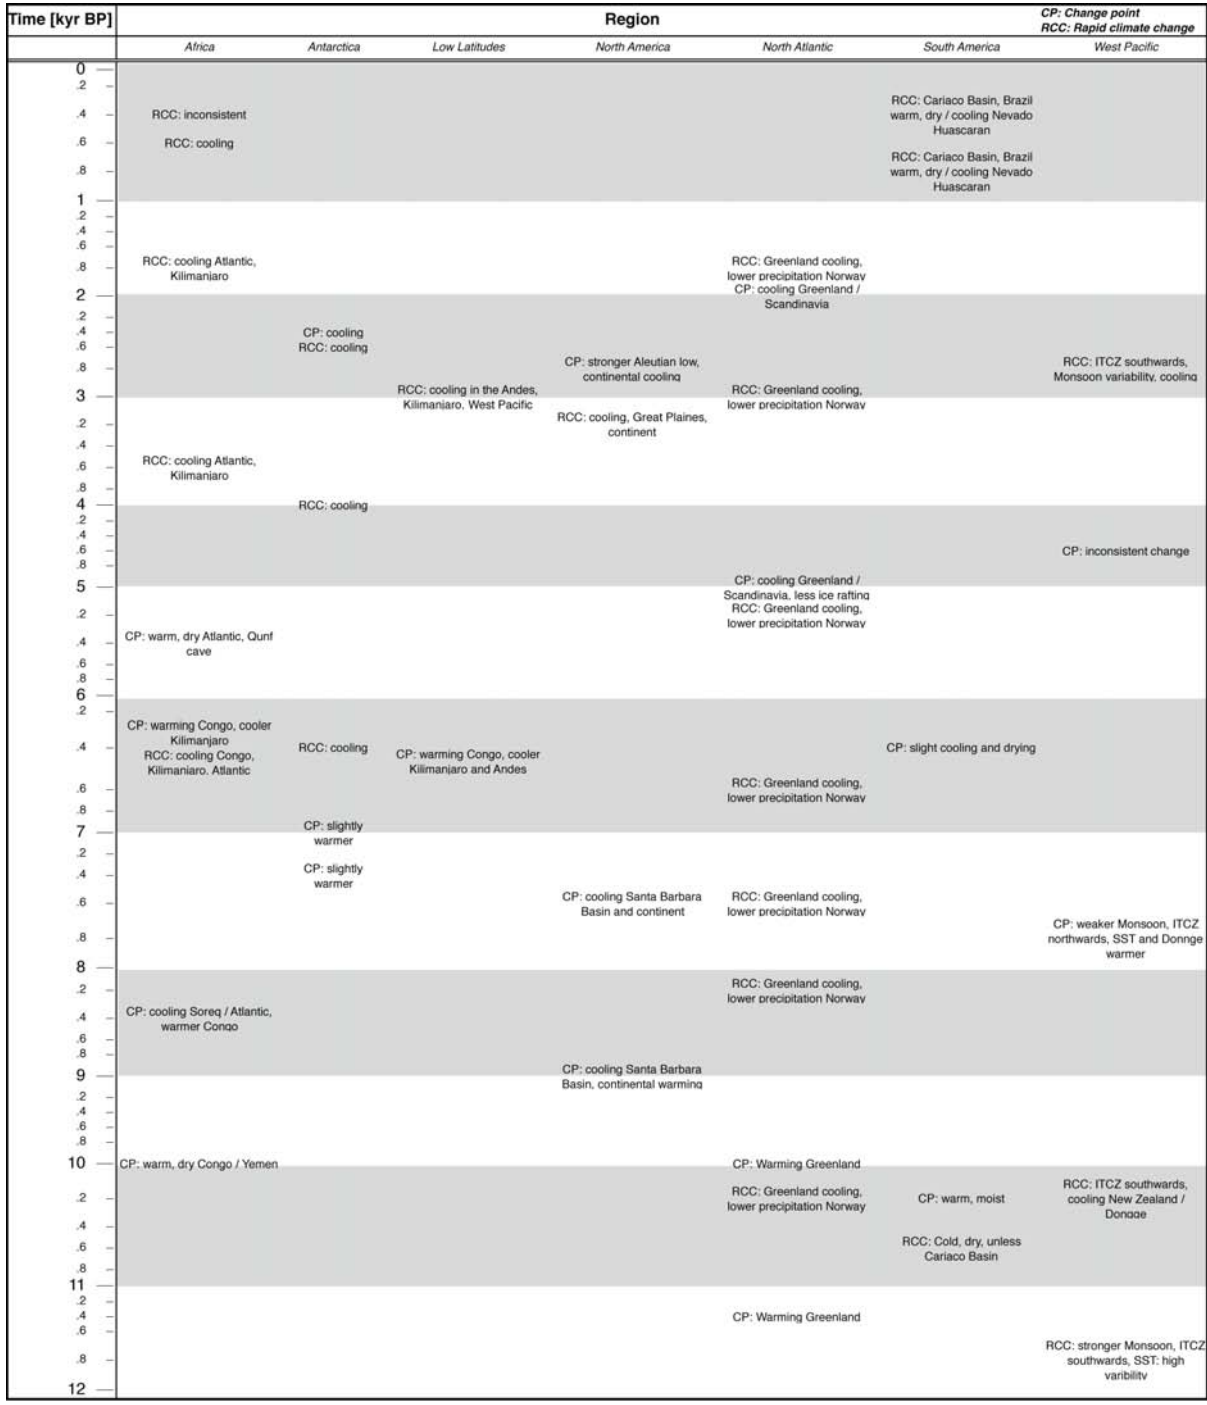 Time [kyr BP]
Region
CP: Change point
RCC: Rapid climate change
Africa
Antarctica
Low Latitudes
North America
North Atlantic
South America
West Pacific
0
.2
RCC: Cariaco Basin, Brazil
.4
RCC: inconsistent
warm, dry / cooling Nevado
Huascaran
.6
RCC: cooling
RCC: Cariaco Basin, Brazil
.8
warm, dry / cooling Nevado
Huascaran
1
.2
.4
.6
RCC: cooling Atlantic,
RCC: Greenland cooling,
.8
Kilimanjaro
lower precipitation Norway
CP: cooling Greenland /
2
Scandinavia
.2
.4
CP: cooling
.6
RCC: cooling
CP: stronger Aleutian low,
RCC: ITCZ southwards,
.8
continental cooling
Monsoon variability, cooling
RCC: cooling in the Andes,
RCC: Greenland cooling,
3
Kilimanjaro, West Pacific
lower precipitation Norway
RCC: cooling, Great Plaines,
.2
continent
.4
RCC: cooling Atlantic,
.6
Kilimanjaro
.8
4
RCC: cooling
.2
.4
.6
CP: inconsistent change
.8
CP: cooling Greenland /
5
Scandinavia, less ice rafting
RCC: Greenland cooling,
.2
lower precipitation Norway
CP: warm, dry Atlantic, Qunf
.4
cave
.6
.8
6
.2
CP: warming Congo, cooler
Kilimanjaro
.4
RCC: cooling
CP: slight cooling and drying
RCC: cooling Congo,
CP: warming Congo, cooler
Kilimanjaro, Atlantic
Kilimanjaro and Andes
RCC: Greenland cooling,
.6
lower precipitation Norway
.8
CP: slightly
7
warmer
.2
CP: slightly
.4
warmer
CP: cooling Santa Barbara
RCC: Greenland cooling,
.6
Basin and continent
lower precipitation Norway
CP: weaker Monsoon, ITCZ
.8
northwards, SST and Donnge
warmer
8
RCC: Greenland cooling,
.2
lower precipitation Norway
CP: cooling Soreq / Atlantic,
.4
warmer Congo
.6
.8
CP: cooling Santa Barbara
9
Basin, continental warming
.2
.4
.6
.8
10
CP: warm, dry Congo / Yemen
CP: Warming Greenland
RCC: Greenland cooling,
RCC: ITCZ southwards,
.2
lower precipitation Norway
CP: warm, moist
cooling New Zealand /
Dongge
.4
RCC: Cold, dry, unless
.6
Cariaco Basin
.8
11
.2
.4
CP: Warming Greenland
.6
RCC: stronger Monsoon, ITCZ
.8
southwards, SST: high
varibility
12